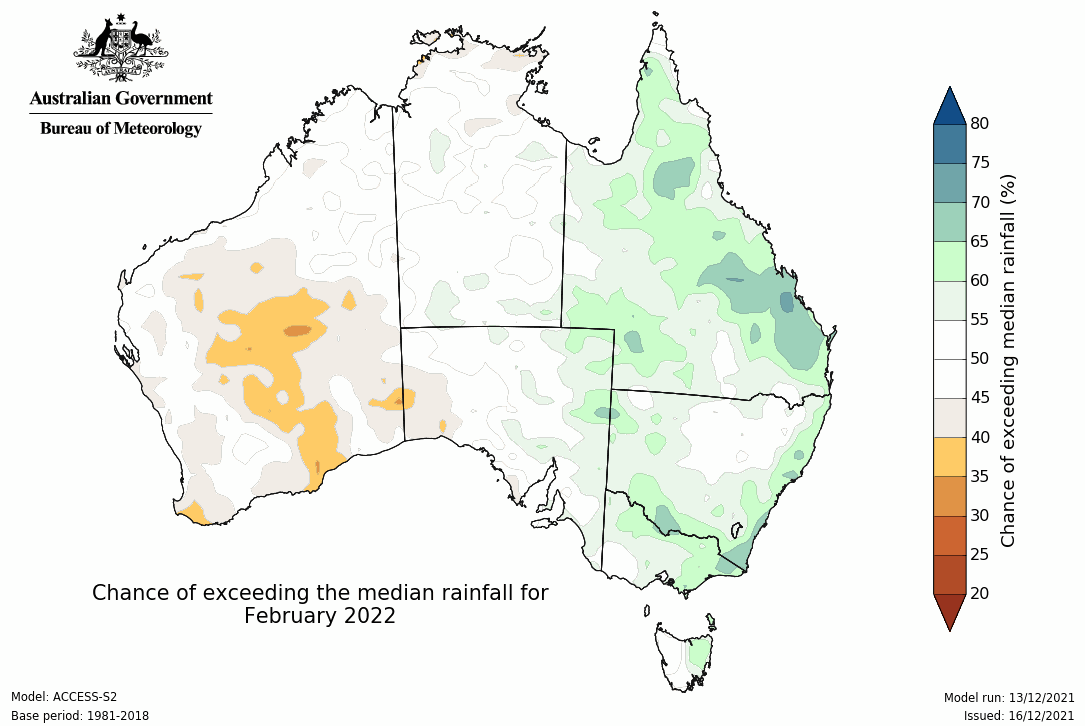 Australian Government
Bureau of Meteorology
80
75
70
65
60
55
50
45
40
35
30
25
20
Chance of exceeding median rainfall (%)
Chance of exceeding the median rainfall for
February 2022
Model: ACCESS-S2
Base period: 1981-2018
Model run: 13/12/2021
Issued: 16/12/2021